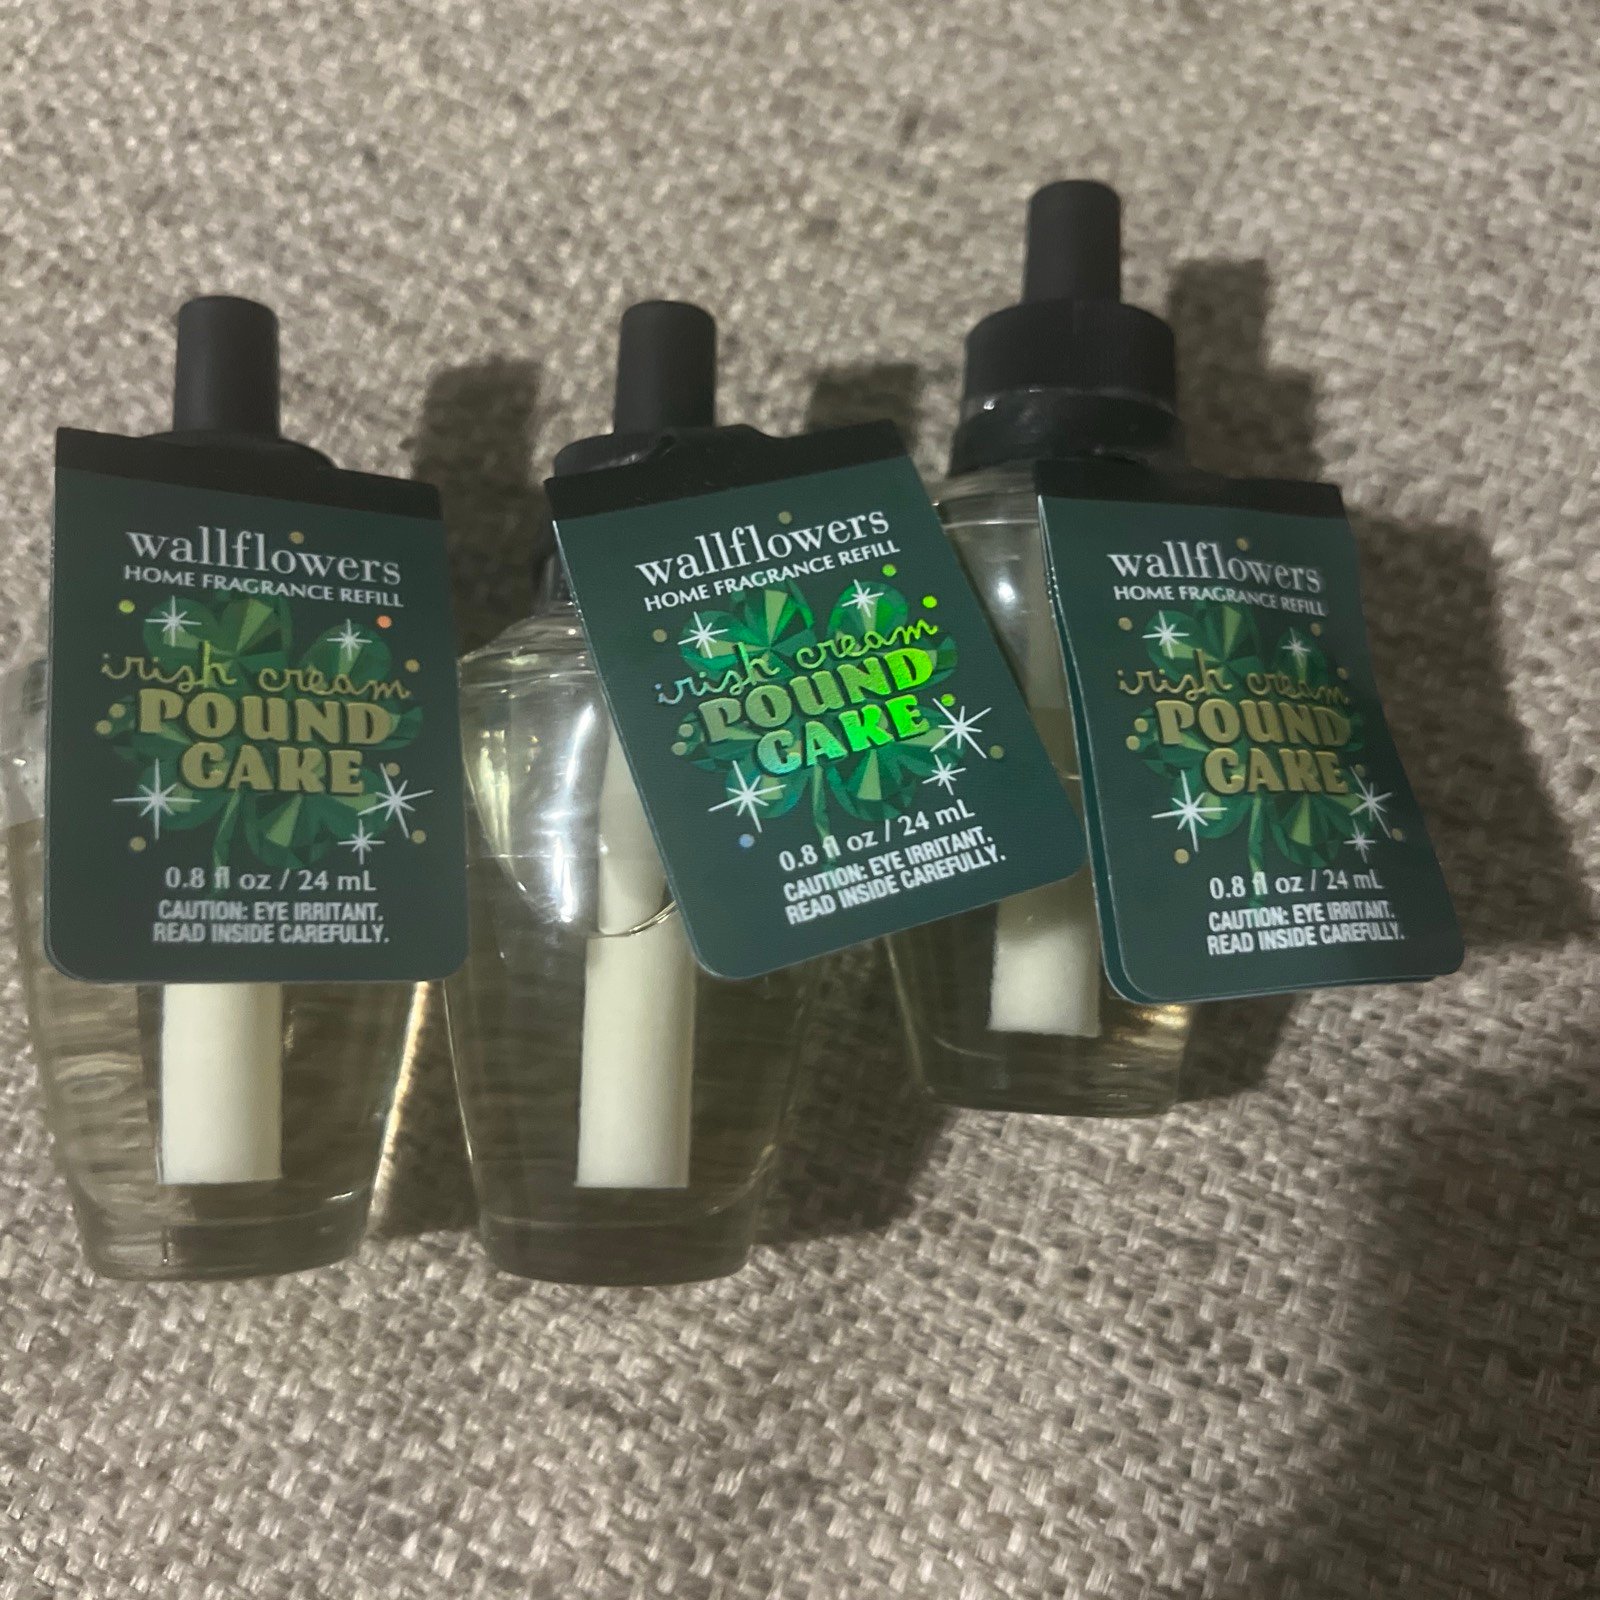 wallflowers
HOME FRAGRANCE REFILL
irish cream
POUND
CAKE
0.8 fl oz / 24 mL
CAUTION: EYE IRRITANT.
READ INSIDE CAREFULLY.
wallflowers
HOME FRAGRANCE REFILL
irish cream
POUND
CAKE
0.8 fl oz / 24 mL
CAUTION: EYE IRRITANT.
READ INSIDE CAREFULLY.
wallflowers
HOME FRAGRANCE REFILL
irish cream
POUND
CAKE
0.8 fl oz / 24 mL
CAUTION: EYE IRRITANT.
READ INSIDE CAREFULLY.